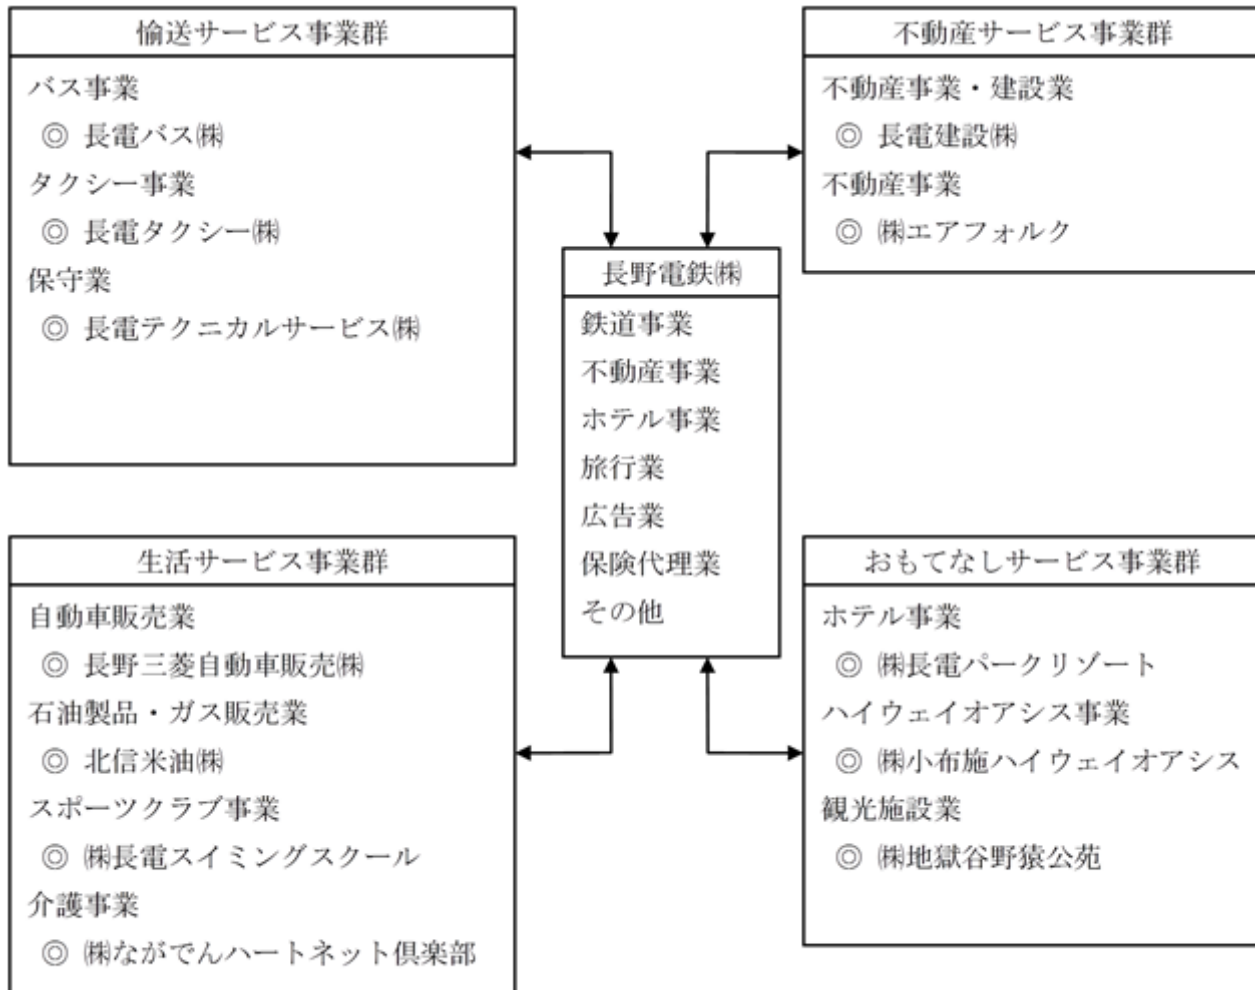 愉送サービス事業群
バス事業
◎ 長電バス㈱
タクシー事業
◎ 長電タクシー㈱
保守業
◎ 長電テクニカルサービス㈱
不動産サービス事業群
不動産事業・建設業
◎ 長電建設㈱
不動産事業
◎ ㈱エアフォルク
長野電鉄㈱
鉄道事業
不動産事業
ホテル事業
旅行業
広告業
保険代理業
その他
生活サービス事業群
自動車販売業
◎ 長野三菱自動車販売㈱
石油製品・ガス販売業
◎ 北信米油㈱
スポーツクラブ事業
◎ ㈱長電スイミングスクール
介護事業
◎ ㈱ながでんハートネット倶楽部
おもてなしサービス事業群
ホテル事業
◎ ㈱長電パークリゾート
ハイウェイオアシス事業
◎ ㈱小布施ハイウェイオアシス
観光施設業
◎ ㈱地獄谷野猿公苑